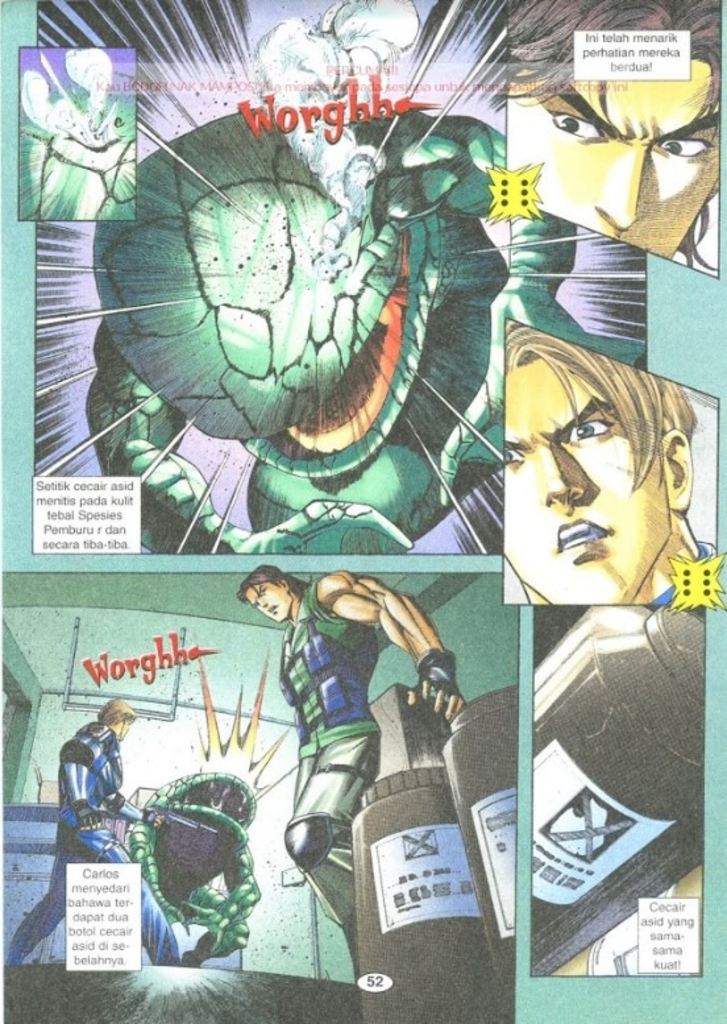 Ini telah menarik
perhatian mereka
berdua!
PERCUMA!!!
Worghh
Setitik cecair asid
menitis pada kulit
tebal Spesies
Pemburu r dan
secara tiba-tiba.
Worghh
Carlos
menyedari
bahawa ter-
dapat dua
botol cecair
asid di se-
belahnya.
Cecair
asid yang
sama-
sama
kuat!
52